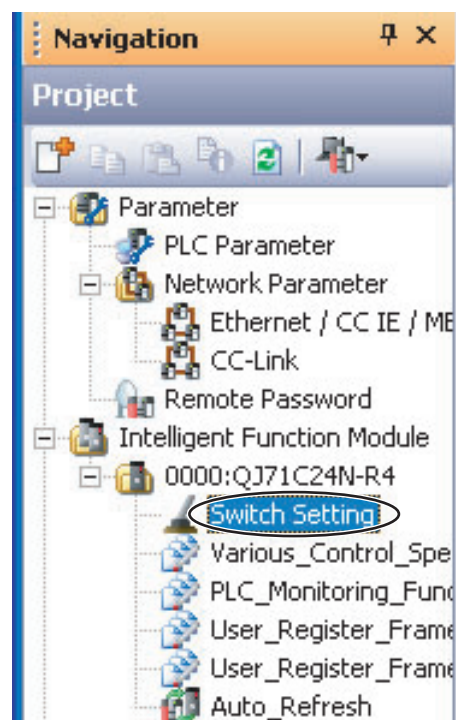 Navigation
Project
Parameter
PLC Parameter
Network Parameter
Ethernet / CC IE / ME
CC-Link
Remote Password
Intelligent Function Module
0000:QJ71C24N-R4
Switch Setting
Various_Control_Spe
PLC_Monitoring_Func
User_Register_Frame
User_Register_Frame
Auto_Refresh